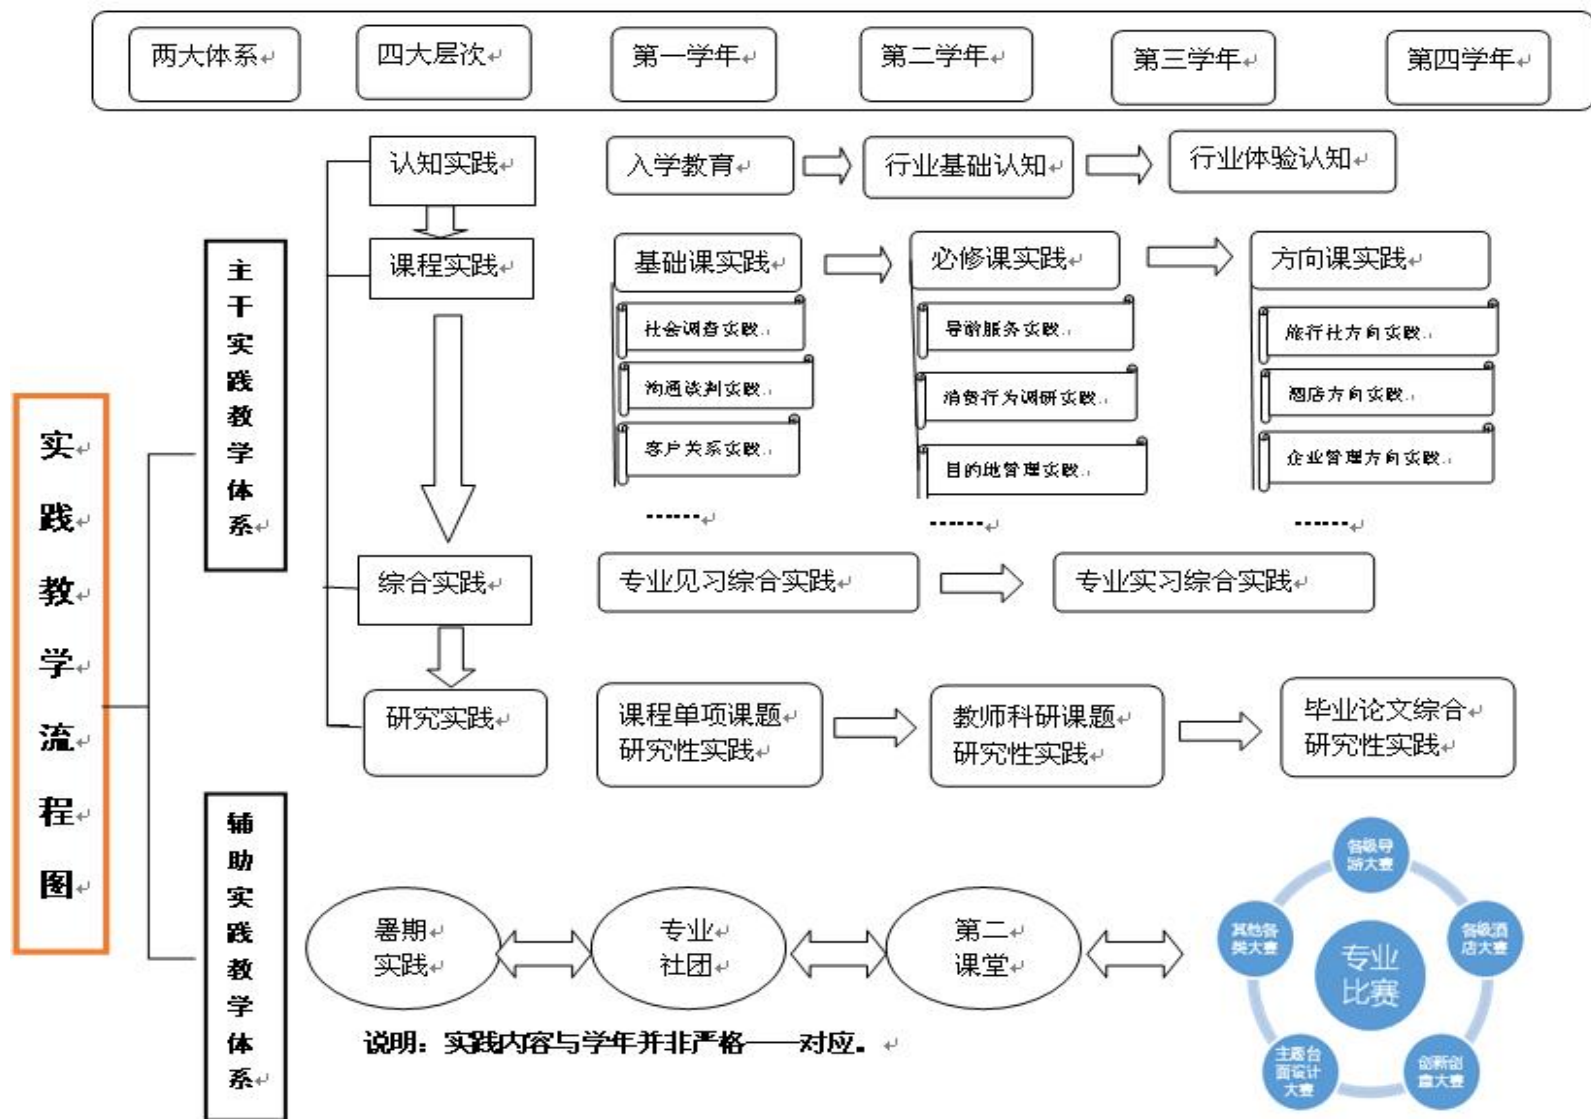 两大体系
四大层次
第一学年
第二学年
第三学年
第四学年
实践教学流程图
主干实践教学体系
认知实践
入学教育
行业基础认知
行业体验认知
课程实践
基础课实践
必修课实践
方向课实践
社会调查实践
导游服务实践
旅行社方向实践
沟通谈判实践
消费行为调研实践
酒店方向实践
客户关系实践
目的地管理实践
企业管理方向实践
······
······
······
综合实践
专业见习综合实践
专业实习综合实践
研究实践
课程单项课题
研究性实践
教师科研课题
研究性实践
毕业论文综合
研究性实践
辅助实践教学体系
暑期
实践
专业
社团
第二
课堂
专业
比赛
各级导
游大赛
各级酒
店大赛
创新创
意大赛
主题台
面设计
大赛
其他各
类大赛
说明：实践内容与学年并非严格一一对应。